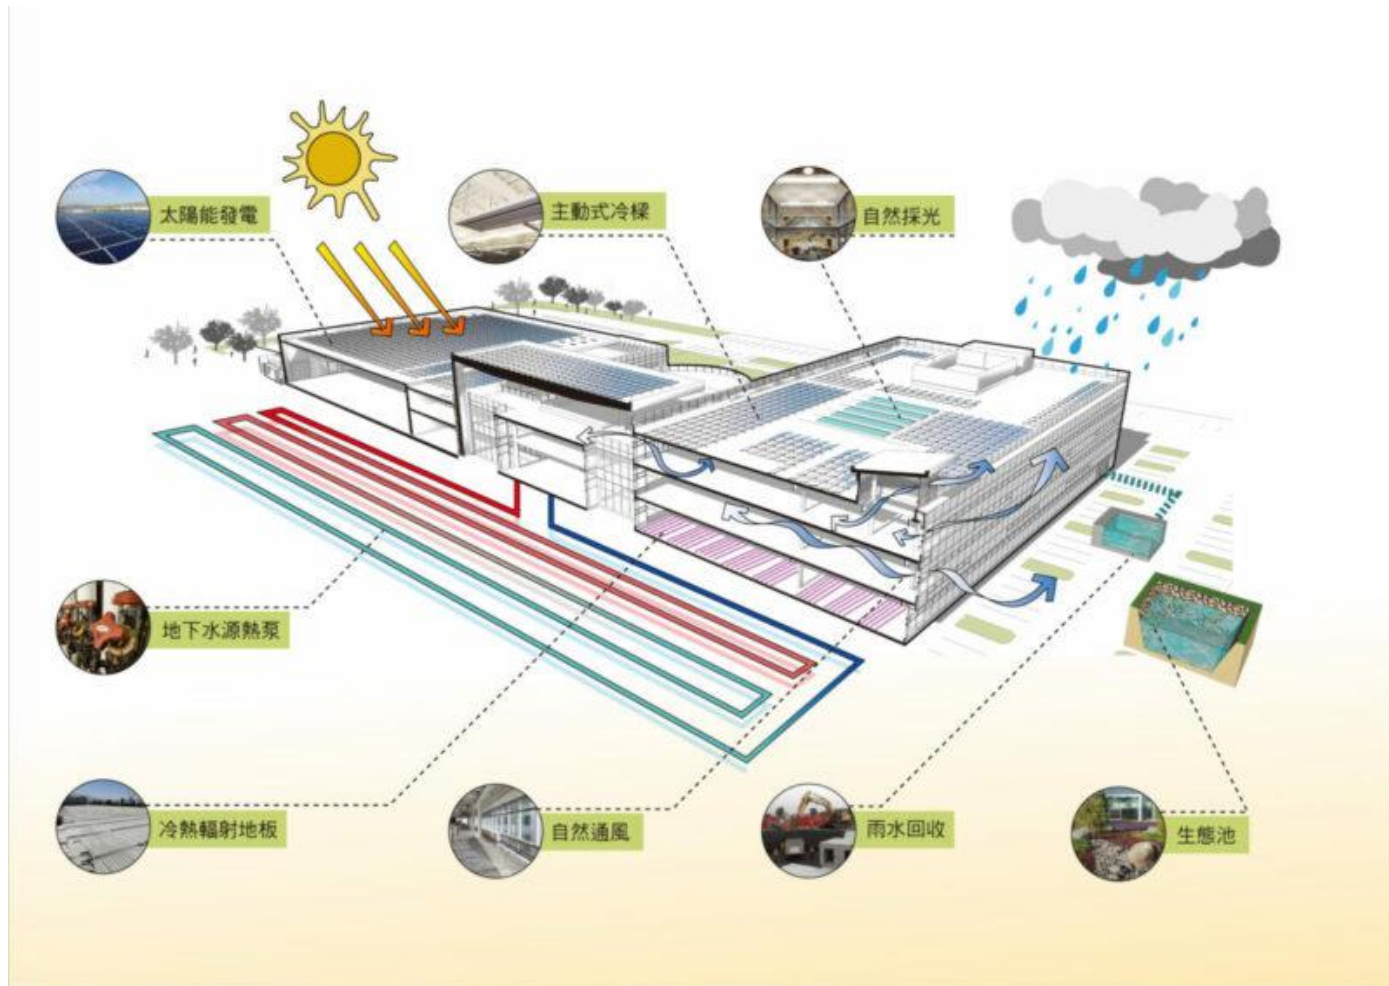 太陽能發電
主動式冷樑
自然採光
地下水源熱泵
冷熱輻射地板
自然通風
雨水回收
生態池